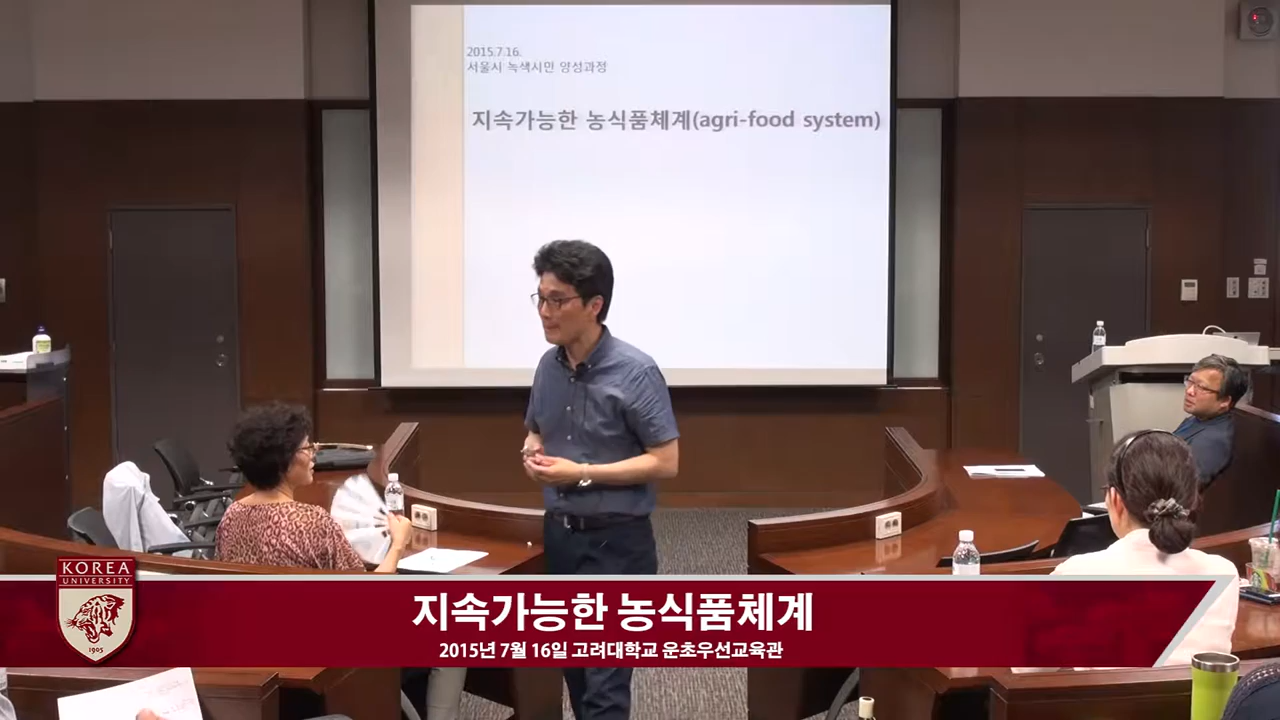 2015.7.16.
서울시 녹색시민 양성과정
지속가능한 농식품체계(agri-food system)
KOREA
UNIVERSITY
1905
지속가능한 농식품체계
2015년 7월 16일 고려대학교 운초우선교육관